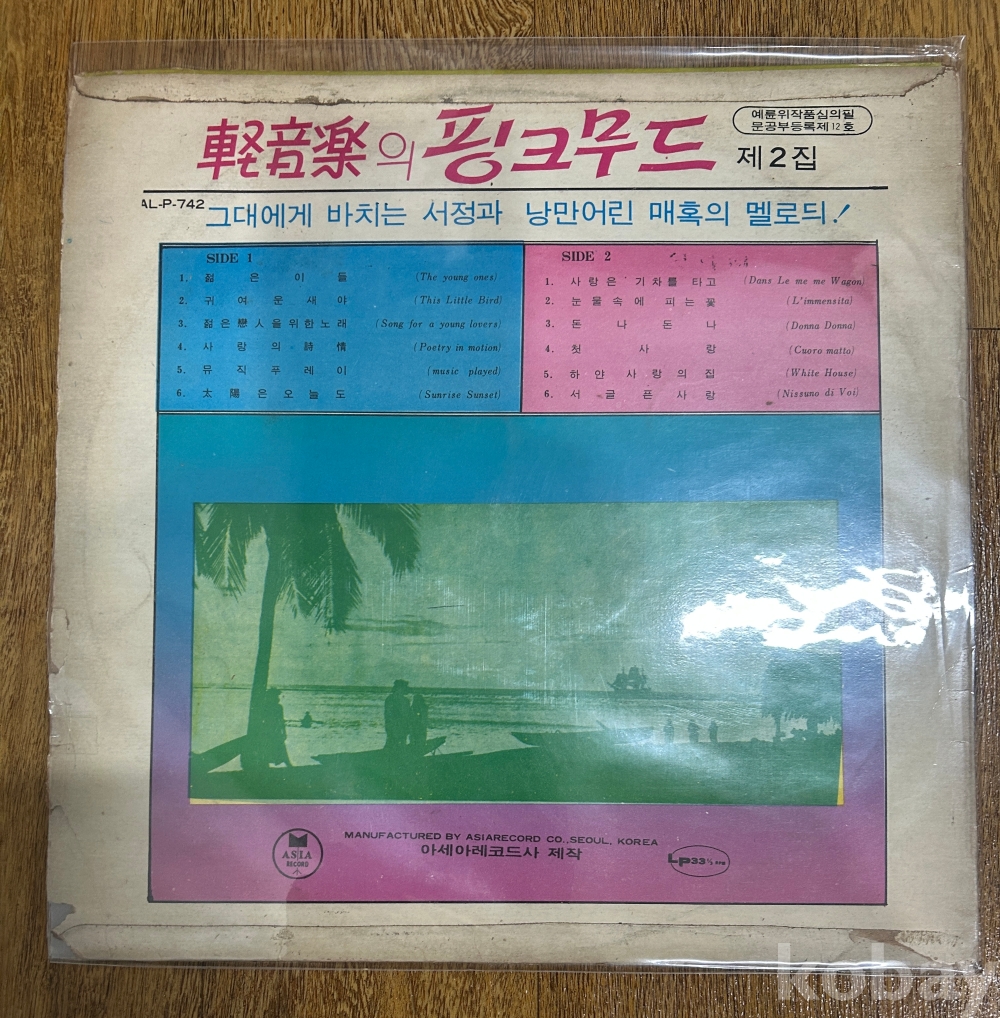 軽音楽의 핑크무드
예륜위작품심의필
문공부등록제12호
제2집
AL-P-742
그대에게 바치는 서정과 낭만어린 매혹의 멜로듸!
SIDE 1
1. 젊은이들 (The young ones)
2. 귀여운새야 (This Little Bird)
3. 젊은戀人을위한노래 (Song for a young lovers)
4. 사랑의詩情 (Poetry in motion)
5. 뮤직푸레이 (music played)
6. 太陽은오늘도 (Sunrise Sunset)
SIDE 2
1. 사랑은 기차를 타고 (Dans Le me me Wagon)
2. 눈물속에 피는꽃 (L'immensita)
3. 돈나돈나 (Donna Donna)
4. 첫사랑 (Cuoro matto)
5. 하얀사랑의집 (White House)
6. 서글픈사랑 (Nissuno di Voi)
ASIA
RECORD
MANUFACTURED BY ASIARECORD CO., SEOUL, KOREA
아세아레코드사 제작
LP33⅓ RPM
kobay